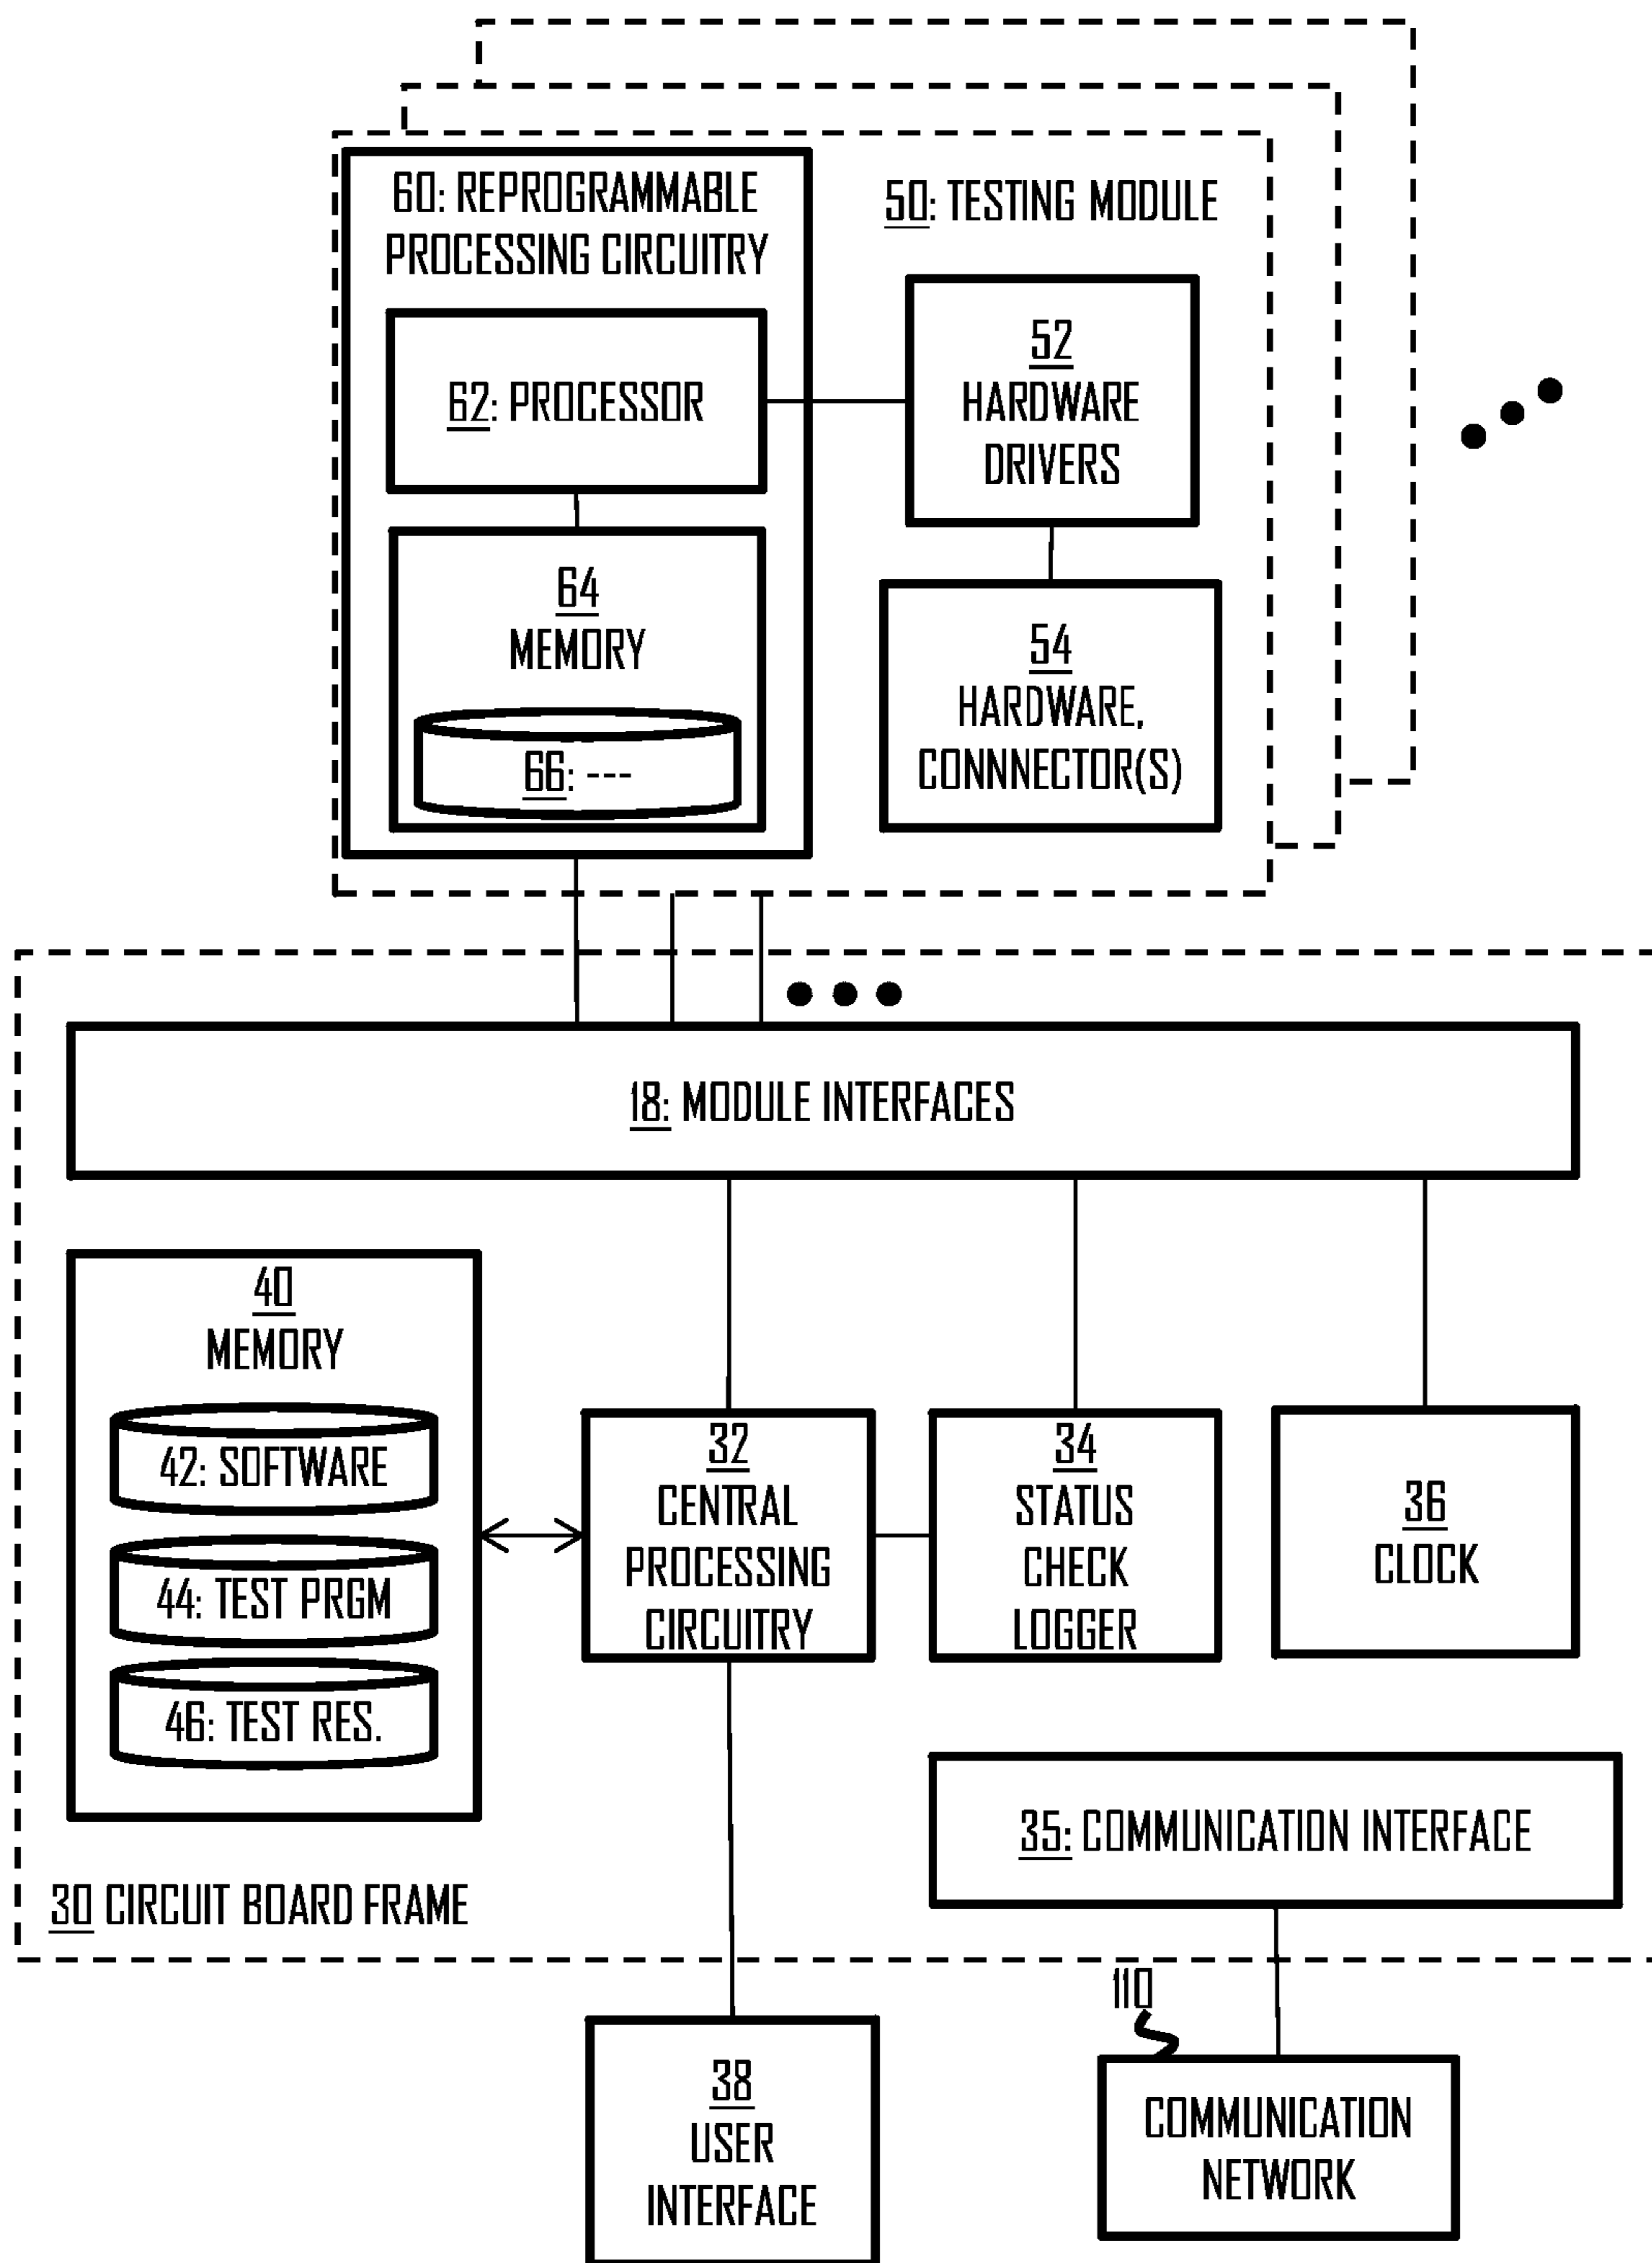 60: REPROGRAMMABLE
PROCESSING CIRCUITRY
50: TESTING MODULE
62: PROCESSOR
52
HARDWARE
DRIVERS
64
MEMORY
66: ---
54
HARDWARE,
CONNNECTOR(S)
18: MODULE INTERFACES
40
MEMORY
42: SOFTWARE
44: TEST PRGM
46: TEST RES.
32
CENTRAL
PROCESSING
CIRCUITRY
34
STATUS
CHECK
LOGGER
36
CLOCK
35: COMMUNICATION INTERFACE
30 CIRCUIT BOARD FRAME
110
38
USER
INTERFACE
COMMUNICATION
NETWORK